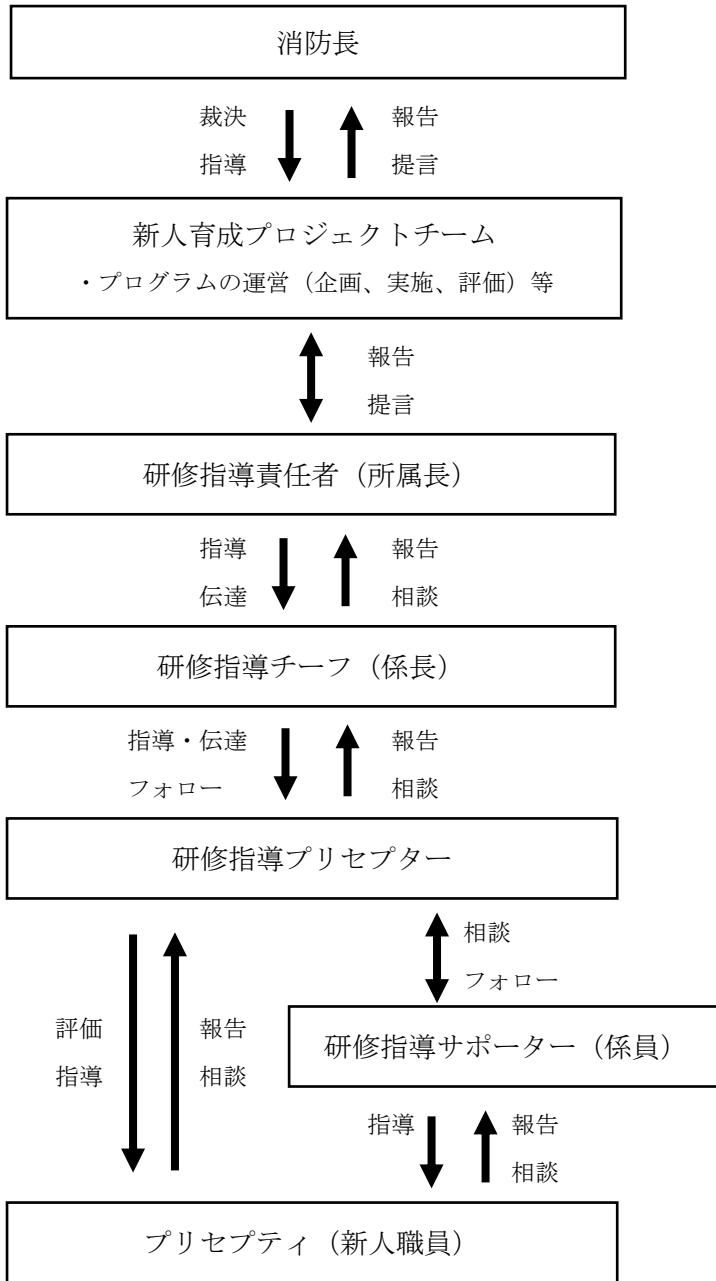 消防長
裁決
指導
報告
提言
新人育成プロジェクトチーム
・プログラムの運営（企画、実施、評価）等
報告
提言
研修指導責任者（所属長）
指導
伝達
報告
相談
研修指導チーフ（係長）
指導・伝達
フォロー
報告
相談
研修指導プリセプター
評価
指導
報告
相談
相談
フォロー
研修指導サポーター（係員）
指導
報告
相談
プリセプティ（新人職員）